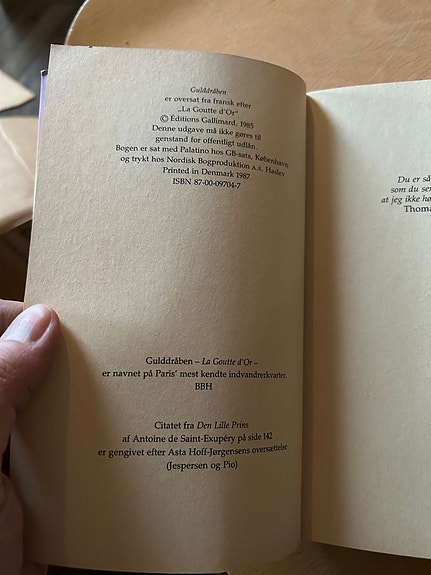 Gulddråben
er oversat fra fransk efter
„La Goutte d'Or”
© Éditions Gallimard, 1985
Denne udgave må ikke gøres til
genstand for offentligt udlån.
Bogen er sat med Palatino hos GB-sats, København
og trykt hos Nordisk Bogproduktion a.s. Haslev
Printed in Denmark 1987
ISBN 87-00-09704-7
Gulddråben – La Goutte d'Or –
er navnet på Paris' mest kendte indvandrerkvarter.
BBH
Citatet fra Den Lille Prins
af Antoine de Saint-Exupéry på side 142
er gengivet efter Asta Hoff-Jørgensens oversættelse
(Jespersen og Pio)
Du er så
som du
at jeg ikke